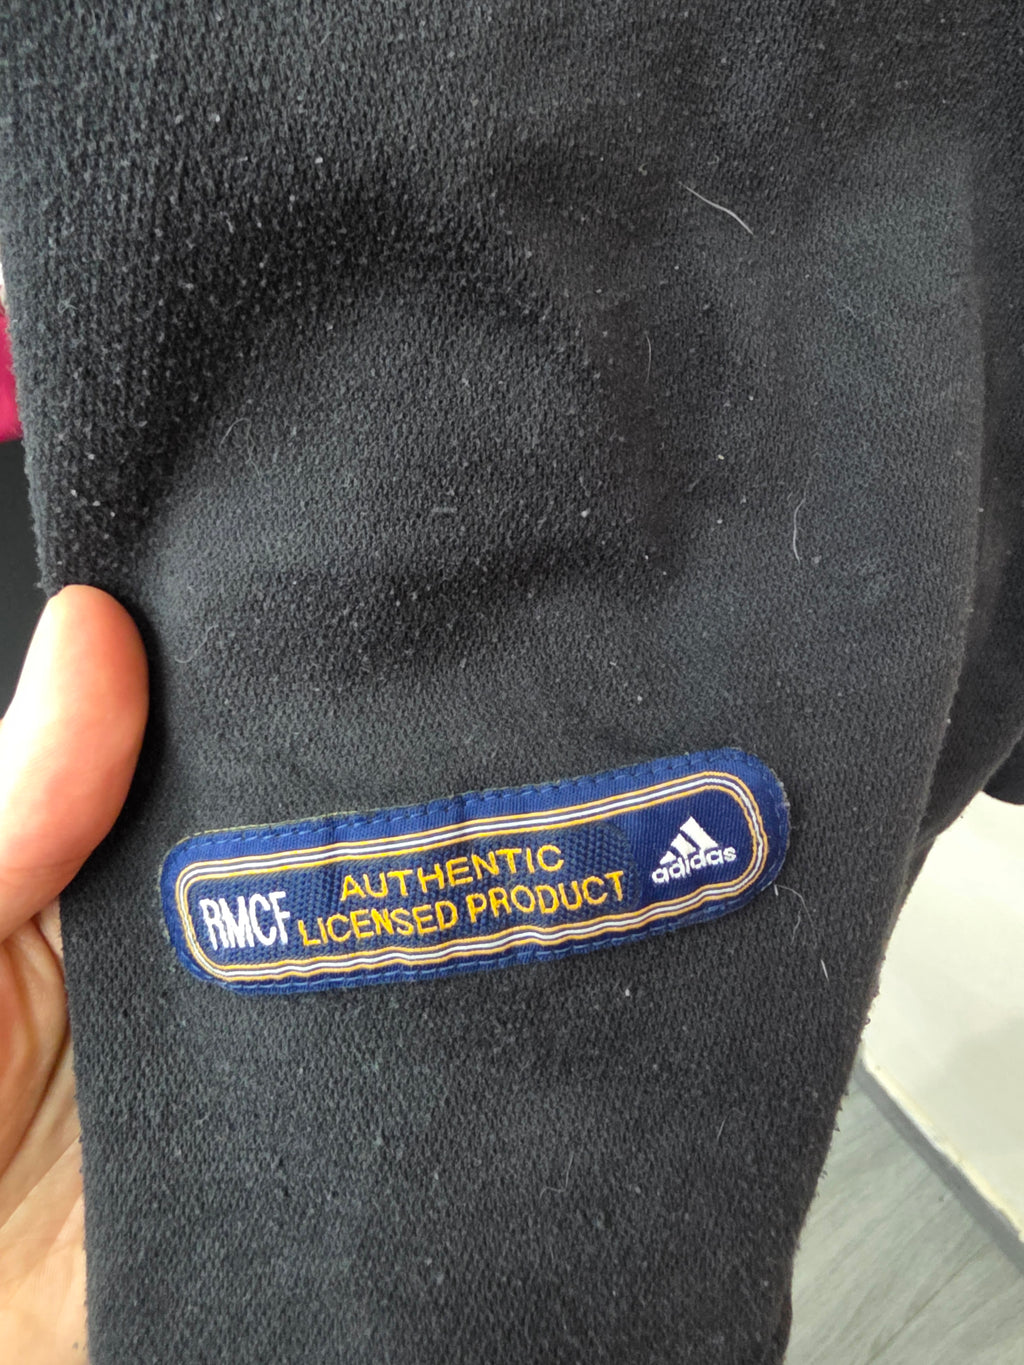 RMCF
AUTHENTIC
LICENSED PRODUCT
adidas